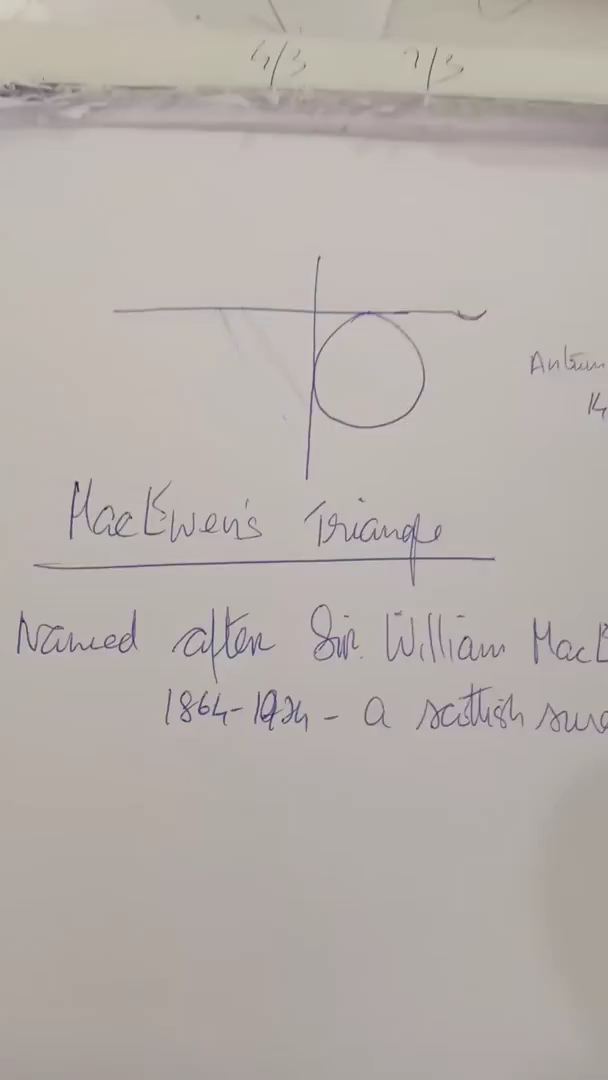 4/3 7/3
MacEwen's Triangle
Named after Sir. William MacE
1864-1924 - a scottish sur